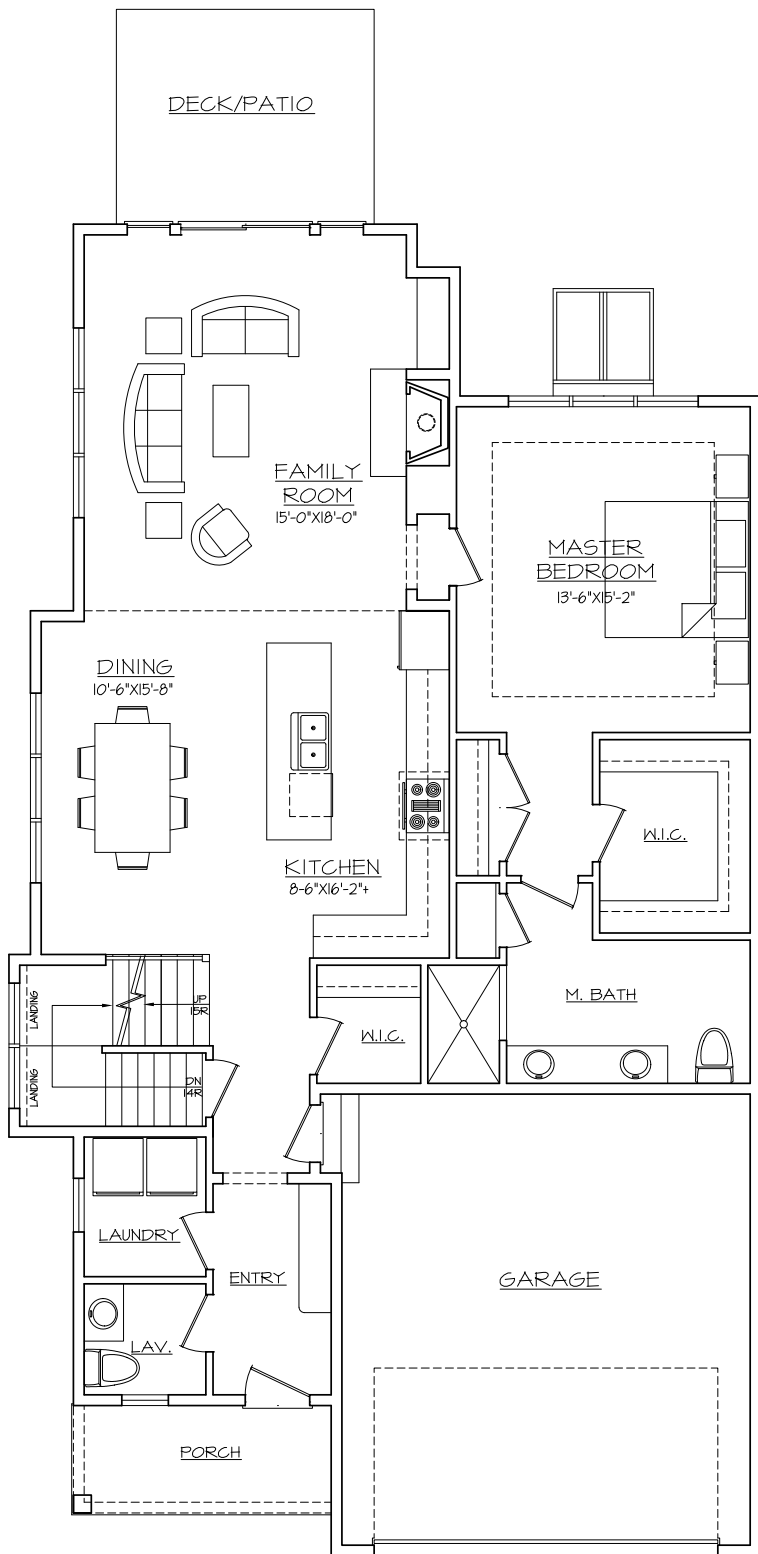 DECK/PATIO
FAMILY
ROOM
15'-0"X18'-0"
MASTER
BEDROOM
13'-6"X15'-2"
DINING
10'-6"X15'-8"
KITCHEN
8-6"X16'-2"+
W.I.C.
LANDING
UP
15R
M. BATH
W.I.C.
LANDING
DN
14R
LAUNDRY
ENTRY
GARAGE
LAV.
PORCH